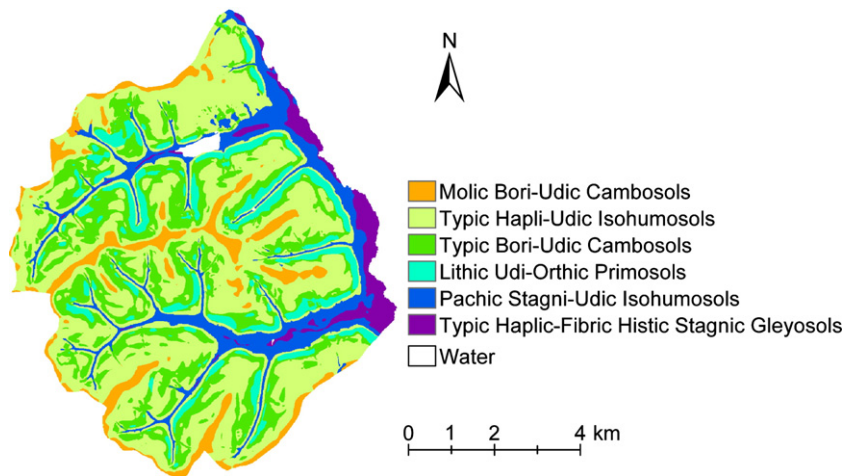 N
Molic Bori-Udic Cambosols
Typic Hapli-Udic Isohumosols
Typic Bori-Udic Cambosols
Lithic Udi-Orthic Primosols
Pachic Stagni-Udic Isohumosols
Typic Haplic-Fibric Histic Stagnic Gleyosols
Water
0 1 2 4 km